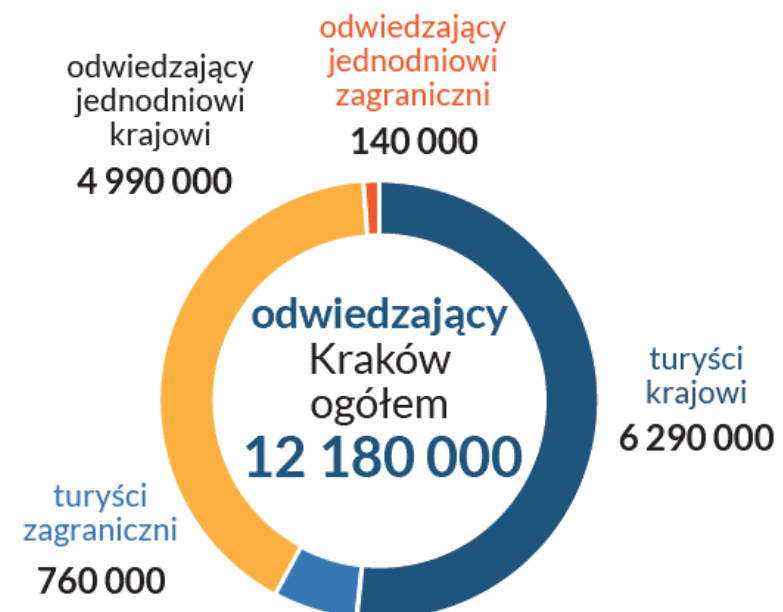 odwiedzający
jednodniowi
zagraniczni
140 000
odwiedzający
jednodniowi
krajowi
4 990 000
odwiedzający
Kraków
ogółem
12 180 000
turyści
krajowi
6 290 000
turyści
zagraniczni
760 000